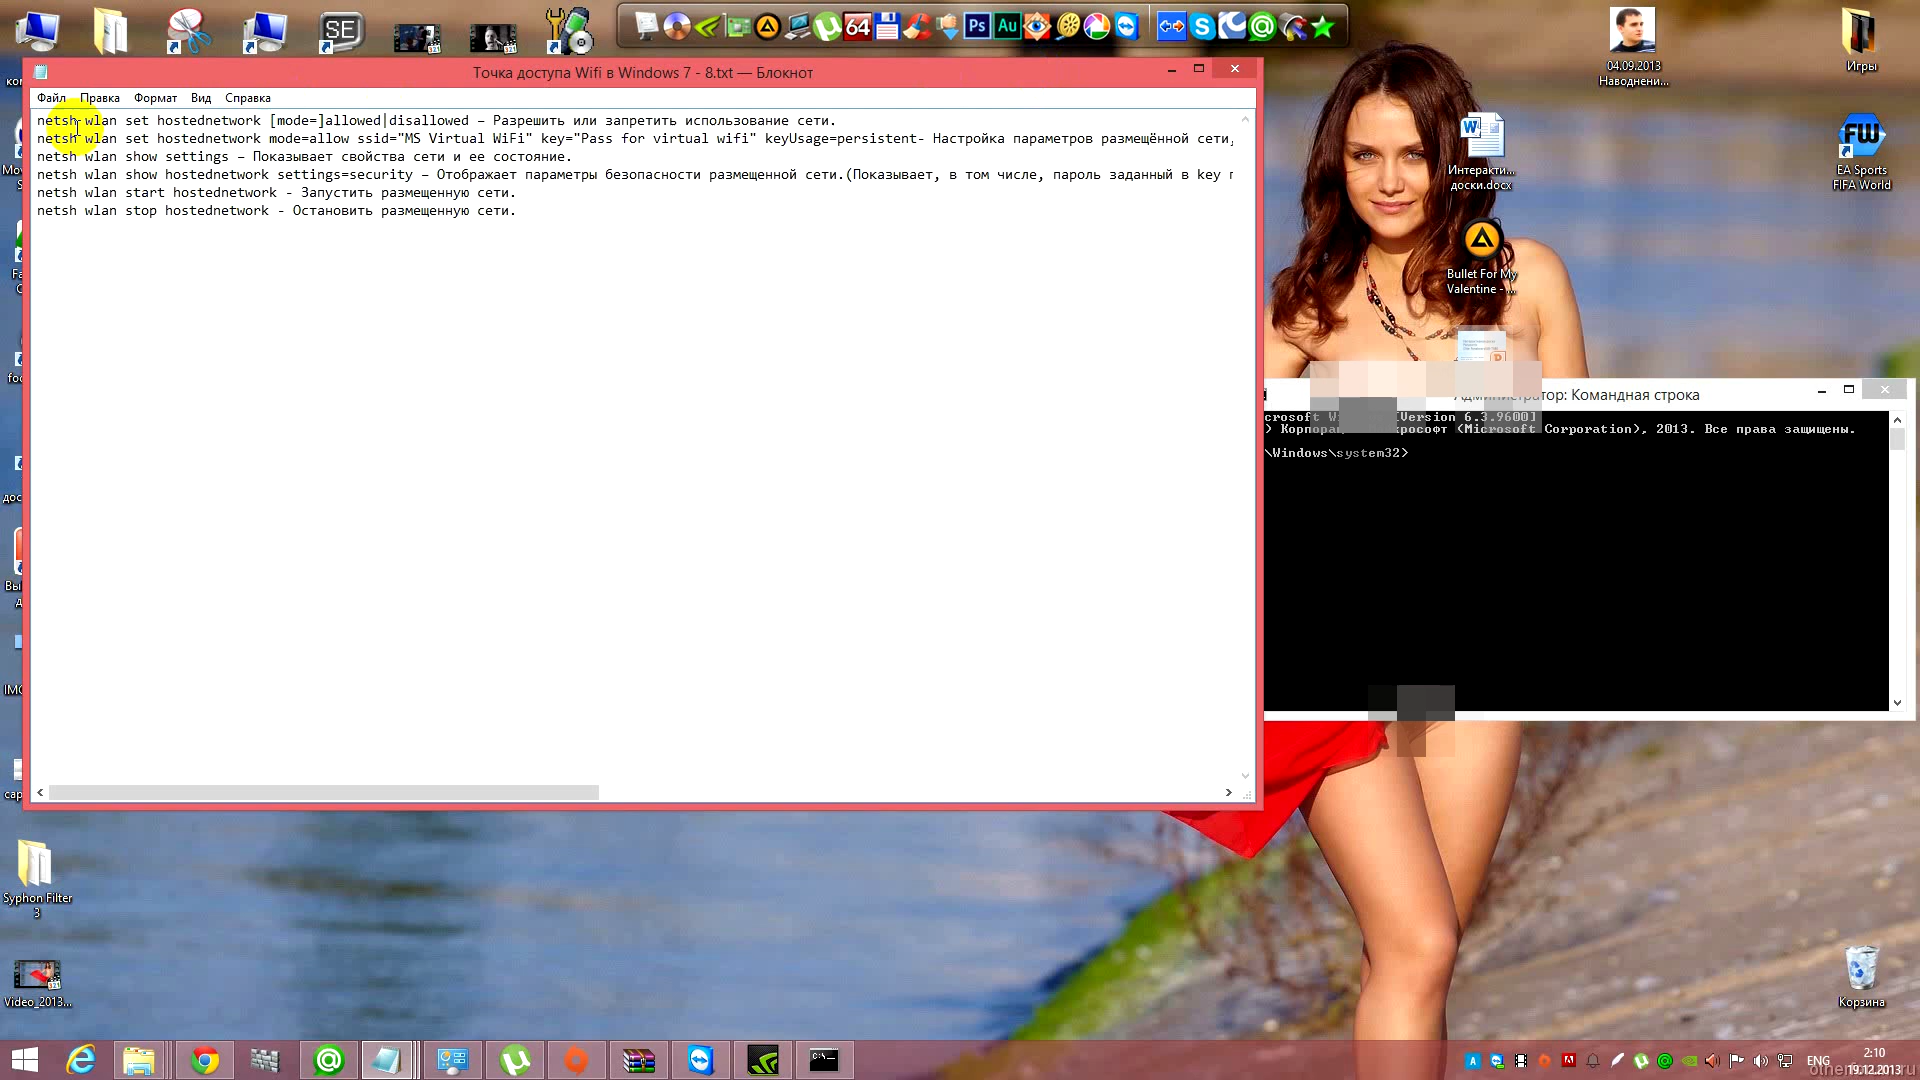 SE
64
Ps
Au
04.09.2013
Наводнени...
Игры
Точка доступа Wifi в Windows 7 - 8.txt — Блокнот
Файл Правка Формат Вид Справка
netsh wlan set hostednetwork [mode=]allowed|disallowed – Разрешить или запретить использование сети.
netsh wlan set hostednetwork mode=allow ssid="MS Virtual WiFi" key="Pass for virtual wifi" keyUsage=persistent- Настройка параметров размещённой сети,
netsh wlan show settings – Показывает свойства сети и ее состояние.
netsh wlan show hostednetwork settings=security – Отображает параметры безопасности размещенной сети.(Показывает, в том числе, пароль заданный в key
netsh wlan start hostednetwork - Запустить размещенную сети.
netsh wlan stop hostednetwork - Остановить размещенную сети.
Интеракти...
доски.docx
FW
EA Sports
FIFA World
Bullet For My
Valentine - ...
Командная строка
[Version 6.3.9600]
(Microsoft Corporation), 2013. Все права защищены.
\Windows\system32>
Syphon Filter
3
Video_2013...
Корзина
C:\
ENG
2:10
19.12.2013